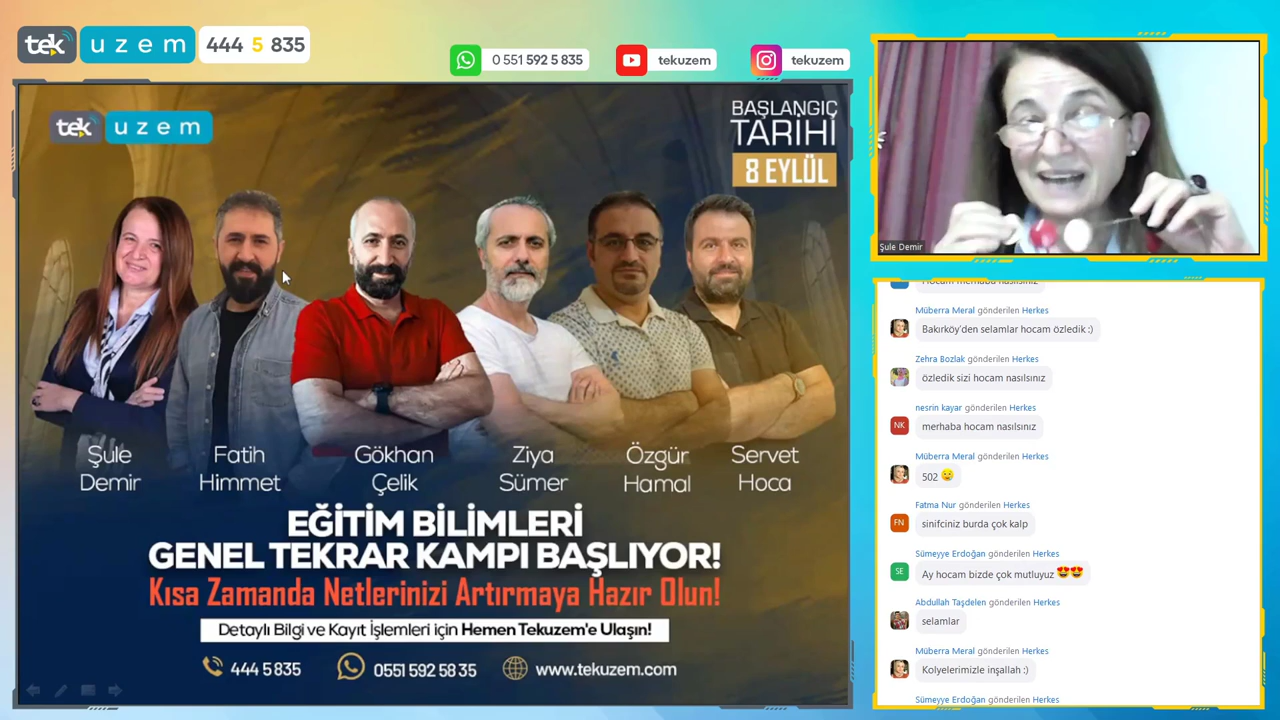 tek uzem 444 5 835
0 551 592 5 835
tekuzem
tekuzem
tek uzem
BAŞLANGIÇ
TARİHİ
8 EYLÜL
Şule
Demir
Fatih
Himmet
Gökhan
Çelik
Ziya
Sümer
Özgür
Hamal
Servet
Hoca
EĞİTİM BİLİMLERİ
GENEL TEKRAR KAMPI BAŞLIYOR!
Kısa Zamanda Netlerinizi Artırmaya Hazır Olun!
Detaylı Bilgi ve Kayıt İşlemleri için Hemen Tekuzem'e Ulaşın!
444 5 835
0551 592 58 35
www.tekuzem.com
Şule Demir
Hocam merhaba nasılsınız
Müberra Meral gönderilen Herkes
Bakırköy'den selamlar hocam özledik :)
Zehra Bozlak gönderilen Herkes
özledik sizi hocam nasılsınız
nesrin kayar gönderilen Herkes
NK
merhaba hocam nasılsınız
Müberra Meral gönderilen Herkes
502
Fatma Nur gönderilen Herkes
FN
sinifciniz burda çok kalp
Sümeyye Erdoğan gönderilen Herkes
SE
Ay hocam bizde çok mutluyuz 😍😍
Abdullah Taşdelen gönderilen Herkes
selamlar
Müberra Meral gönderilen Herkes
Kolyelerimizle inşallah :)
Sümeyye Erdoğan gönderilen Herkes